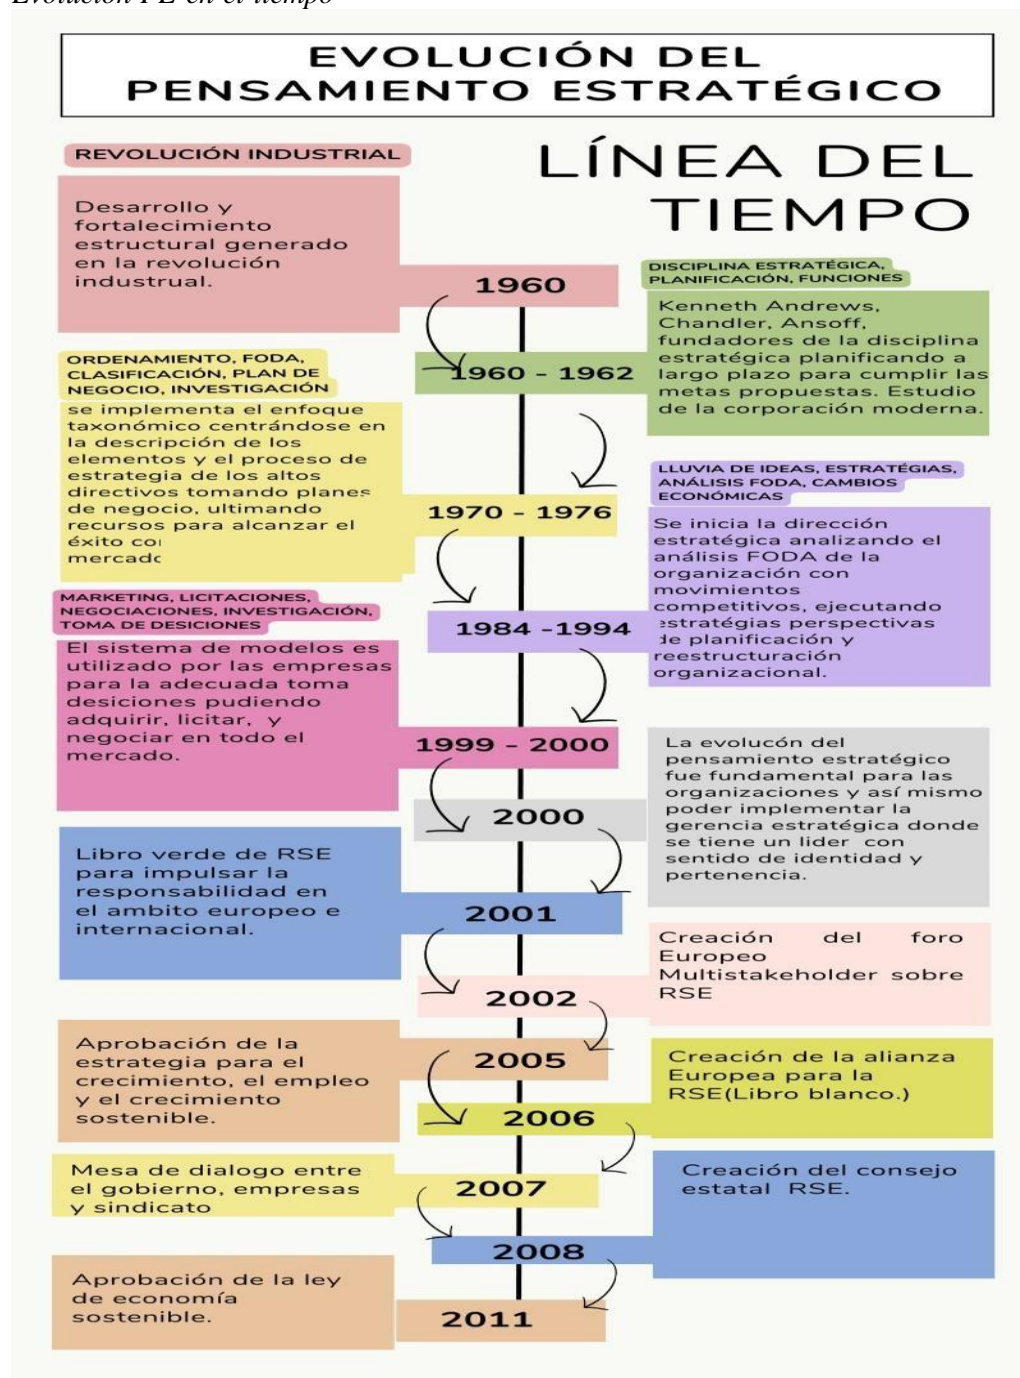 Evolución PE en el tiempo
EVOLUCIÓN DEL
PENSAMIENTO ESTRATÉGICO
LÍNEA DEL
TIEMPO
REVOLUCIÓN INDUSTRIAL
Desarrollo y
fortalecimiento
estructural generado
en la revolución
industrual.
1960
DISCIPLINA ESTRATÉGICA,
PLANIFICACIÓN, FUNCIONES
Kenneth Andrews,
Chandler, Ansoff,
fundadores de la disciplina
estratégica planificando a
largo plazo para cumplir las
metas propuestas. Estudio
de la corporación moderna.
1960 - 1962
ORDENAMIENTO, FODA,
CLASIFICACIÓN, PLAN DE
NEGOCIO, INVESTIGACIÓN
se implementa el enfoque
taxonómico centrándose en
la descripción de los
elementos y el proceso de
estrategia de los altos
directivos tomando planes
de negocio, ultimando
recursos para alcanzar el
éxito
1970 - 1976
LLUVIA DE IDEAS, ESTRATÉGIAS,
ANÁLISIS FODA, CAMBIOS
ECONÓMICAS
Se inicia la dirección
estratégica analizando el
análisis FODA de la
organización con
movimientos
competitivos, ejecutando
estratégias perspectivas
de planificación y
reestructuración
organizacional.
1984 -1994
MARKETING, LICITACIONES,
NEGOCIACIONES, INVESTIGACIÓN,
TOMA DE DESICIONES
El sistema de modelos es
utilizado por las empresas
para la adecuada toma
desiciones pudiendo
adquirir, licitar, y
negociar en todo el
mercado.
1999 - 2000
La evolucón del
pensamiento estratégico
fue fundamental para las
organizaciones y así mismo
poder implementar la
gerencia estratégica donde
se tiene un lider con
sentido de identidad y
pertenencia.
2000
Libro verde de RSE
para impulsar la
responsabilidad en
el ambito europeo e
internacional.
2001
Creación del foro
Europeo
Multistakeholder sobre
RSE
2002
Aprobación de la
estrategia para el
crecimiento, el empleo
y el crecimiento
sostenible.
2005
Creación de la alianza
Europea para la
RSE(Libro blanco.)
2006
Mesa de dialogo entre
el gobierno, empresas
y sindicato
2007
Creación del consejo
estatal RSE.
2008
Aprobación de la ley
de economía
sostenible.
2011